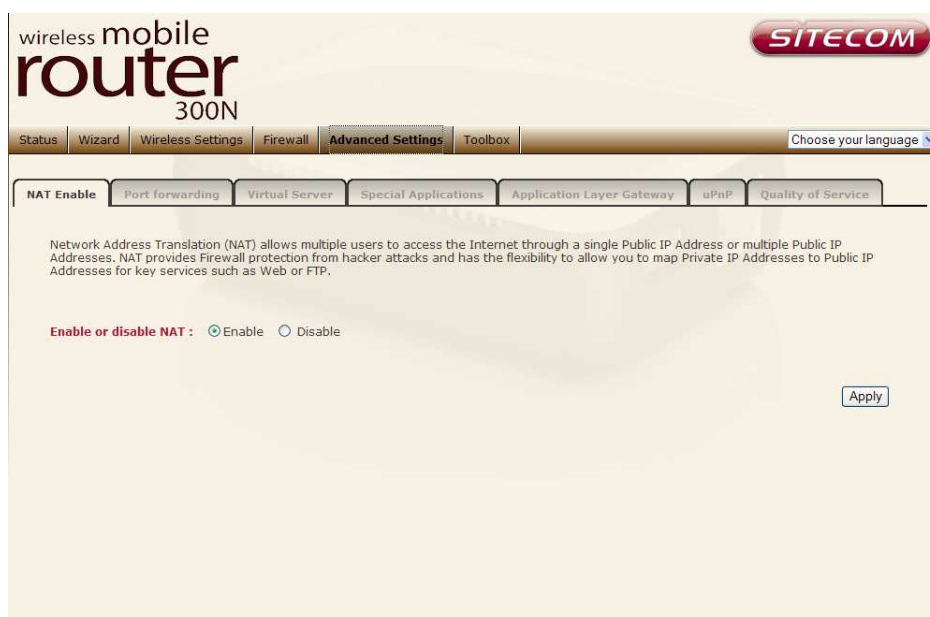 wireless mobile
router
300N
SITECOM
Status Wizard Wireless Settings Firewall Advanced Settings Toolbox Choose your language
NAT Enable Port forwarding Virtual Server Special Applications Application Layer Gateway uPnP Quality of Service
Network Address Translation (NAT) allows multiple users to access the Internet through a single Public IP Address or multiple Public IP
Addresses. NAT provides Firewall protection from hacker attacks and has the flexibility to allow you to map Private IP Addresses to Public IP
Addresses for key services such as Web or FTP.
Enable or disable NAT : Enable Disable
Apply